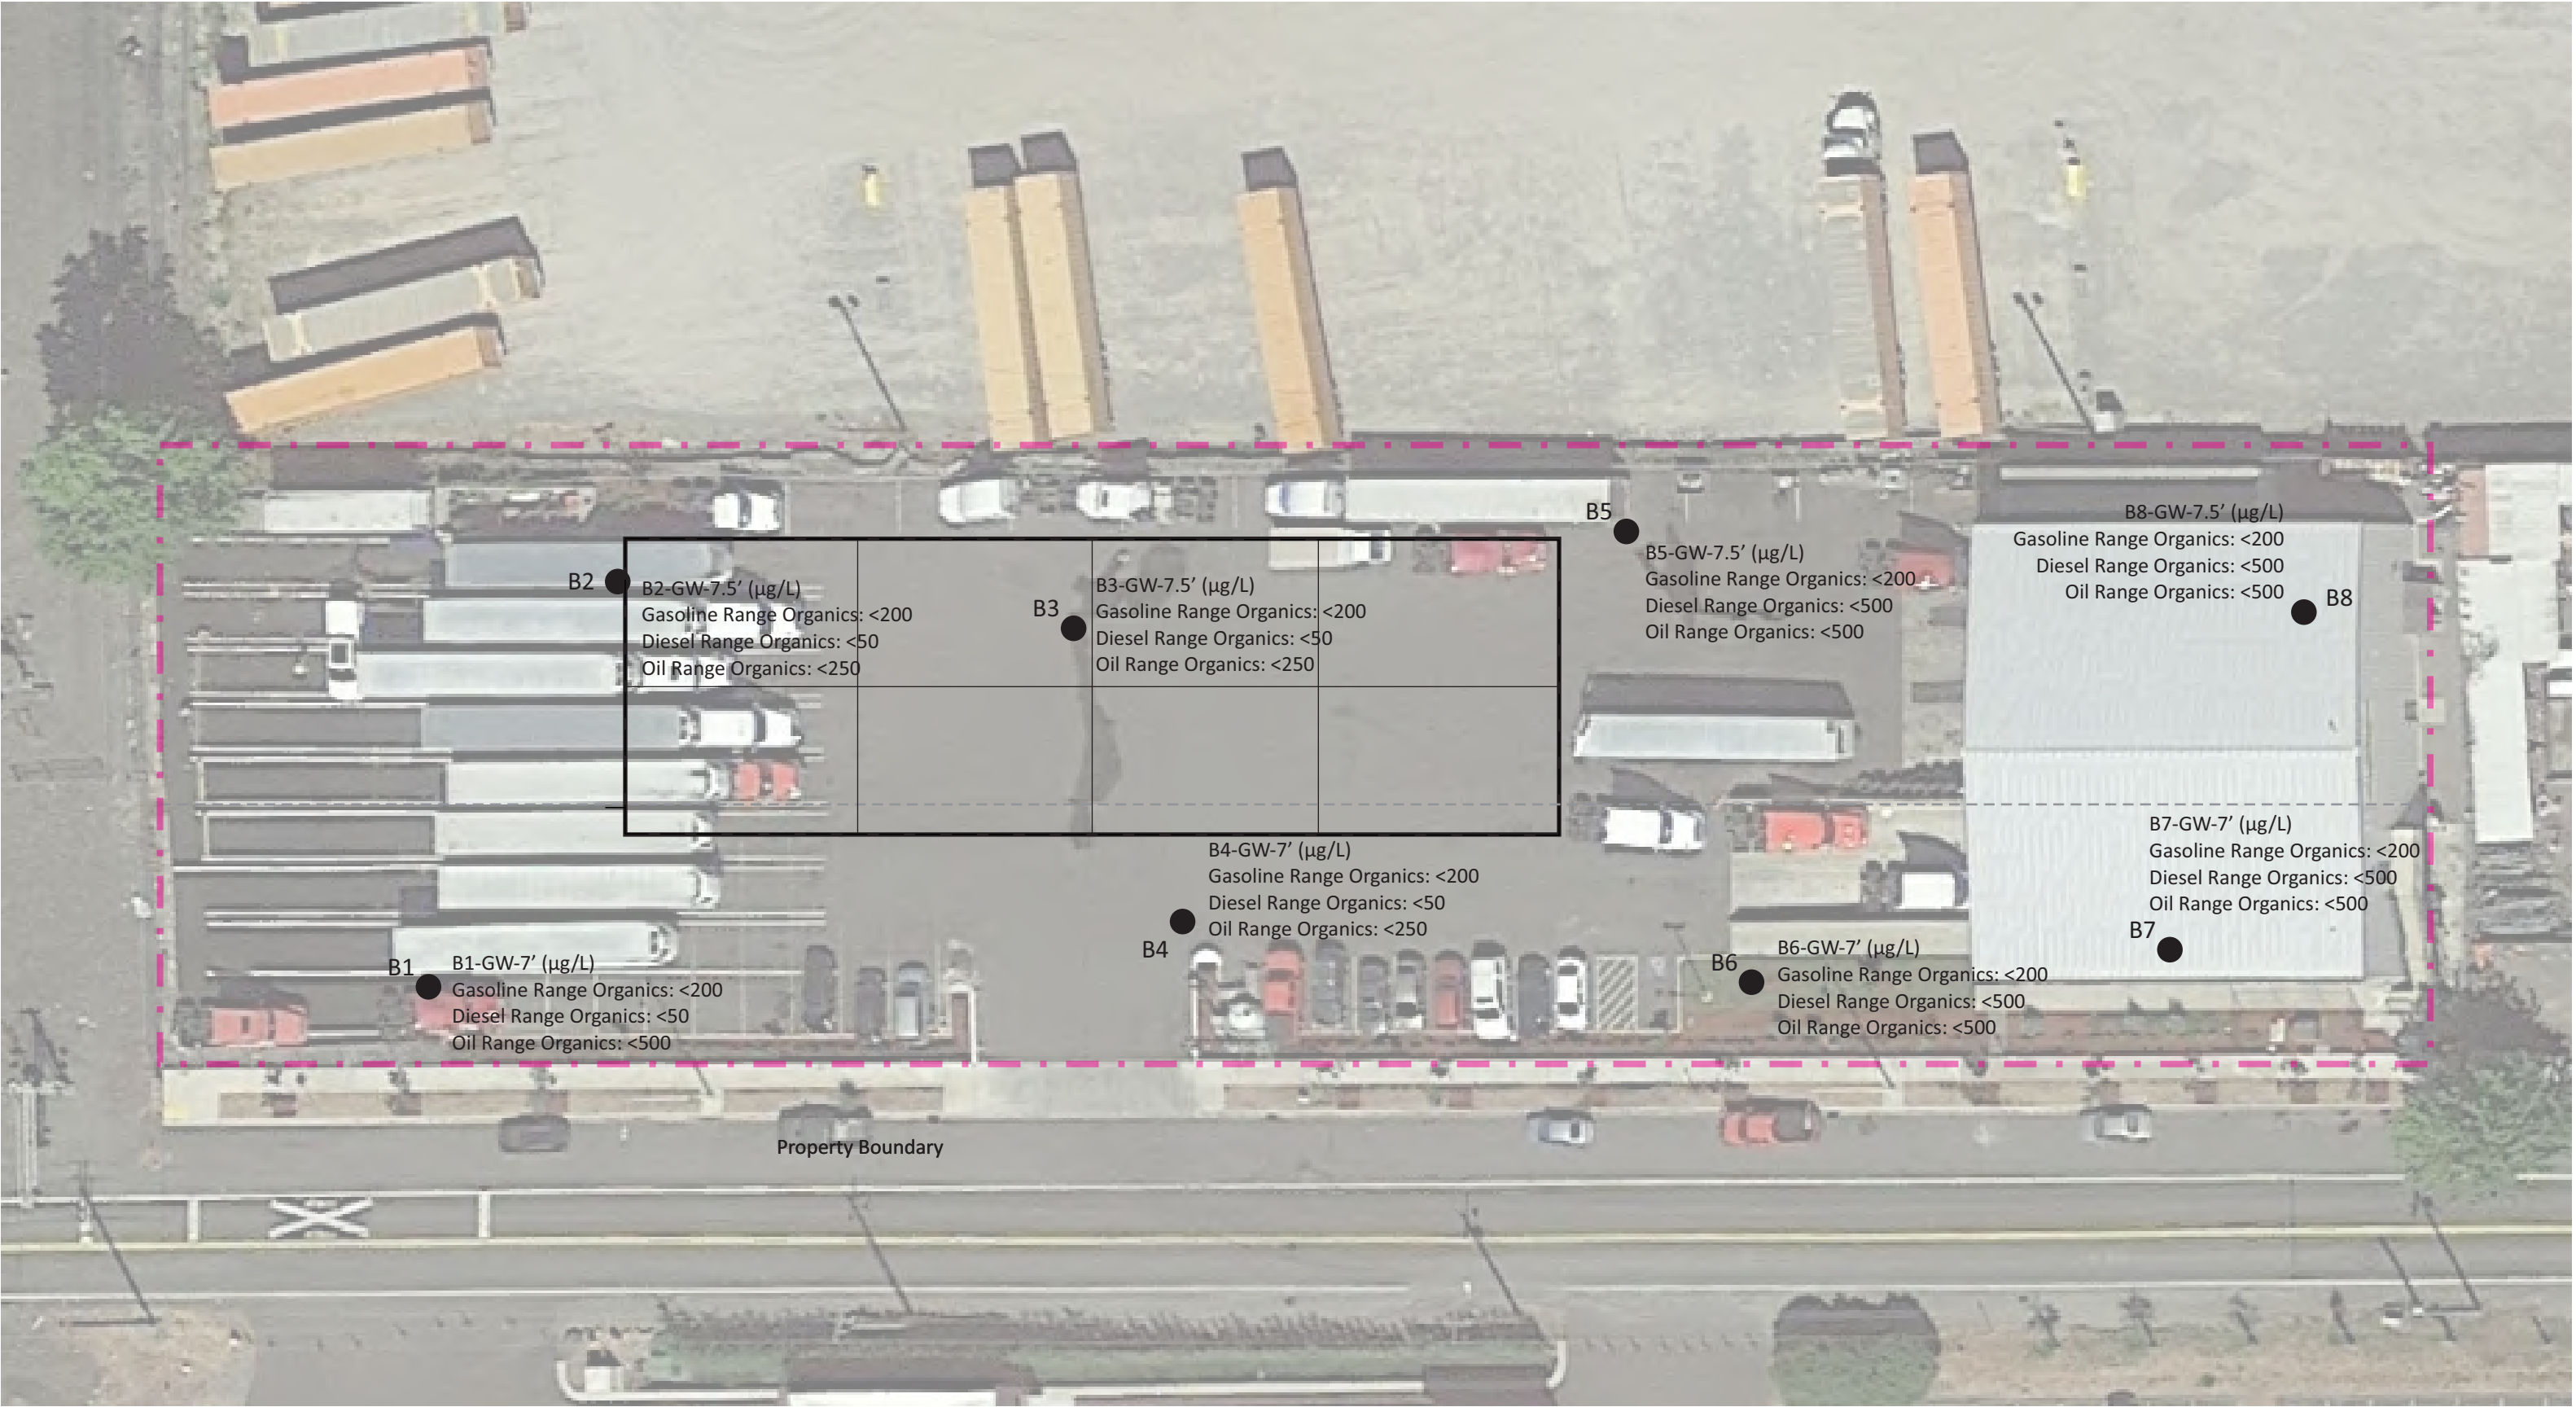 B5
B5-GW-7.5’ (µg/L)
Gasoline Range Organics: <200
Diesel Range Organics: <500
Oil Range Organics: <500
B8-GW-7.5’ (µg/L)
Gasoline Range Organics: <200
Diesel Range Organics: <500
Oil Range Organics: <500
B8
B2
B2-GW-7.5’ (µg/L)
Gasoline Range Organics: <200
Diesel Range Organics: <50
Oil Range Organics: <250
B3
B3-GW-7.5’ (µg/L)
Gasoline Range Organics: <200
Diesel Range Organics: <50
Oil Range Organics: <250
B7-GW-7’ (µg/L)
Gasoline Range Organics: <200
Diesel Range Organics: <500
Oil Range Organics: <500
B7
B4-GW-7’ (µg/L)
Gasoline Range Organics: <200
Diesel Range Organics: <50
Oil Range Organics: <250
B4
B1
B1-GW-7’ (µg/L)
Gasoline Range Organics: <200
Diesel Range Organics: <50
Oil Range Organics: <500
B6
B6-GW-7’ (µg/L)
Gasoline Range Organics: <200
Diesel Range Organics: <500
Oil Range Organics: <500
Property Boundary